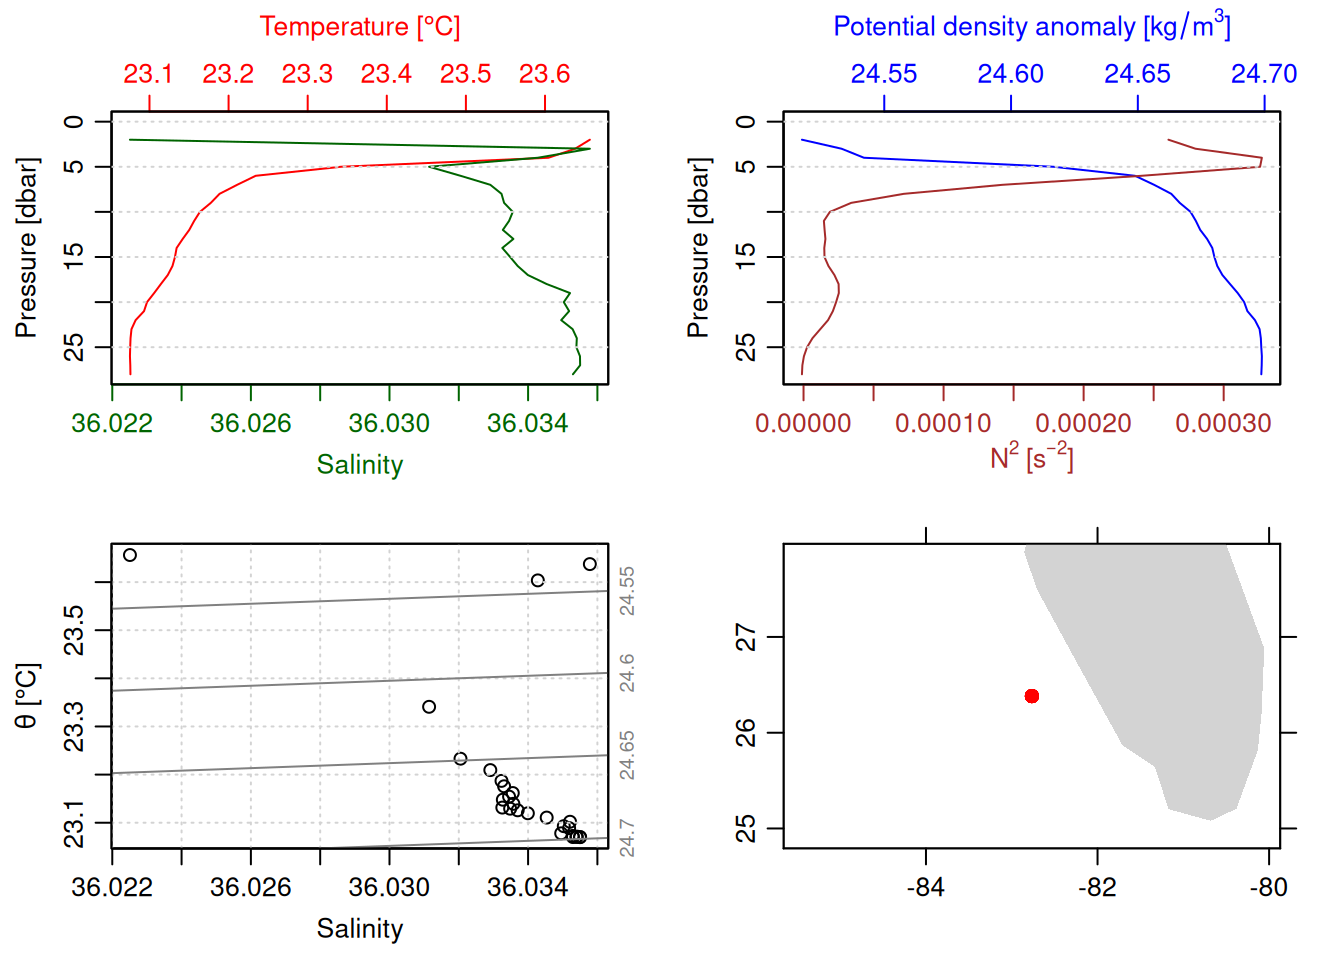 Temperature [°C]
23.1 23.2 23.3 23.4 23.5 23.6
0
5
15
25
Pressure [dbar]
36.022 36.026 36.030 36.034
Salinity
Potential density anomaly [kg/m³]
24.55 24.60 24.65 24.70
0
5
15
25
Pressure [dbar]
0.00000 0.00010 0.00020 0.00030
N² [s⁻²]
23.5
23.3
23.1
θ [°C]
24.55
24.6
24.65
24.7
36.022 36.026 36.030 36.034
Salinity
27
26
25
-84 -82 -80